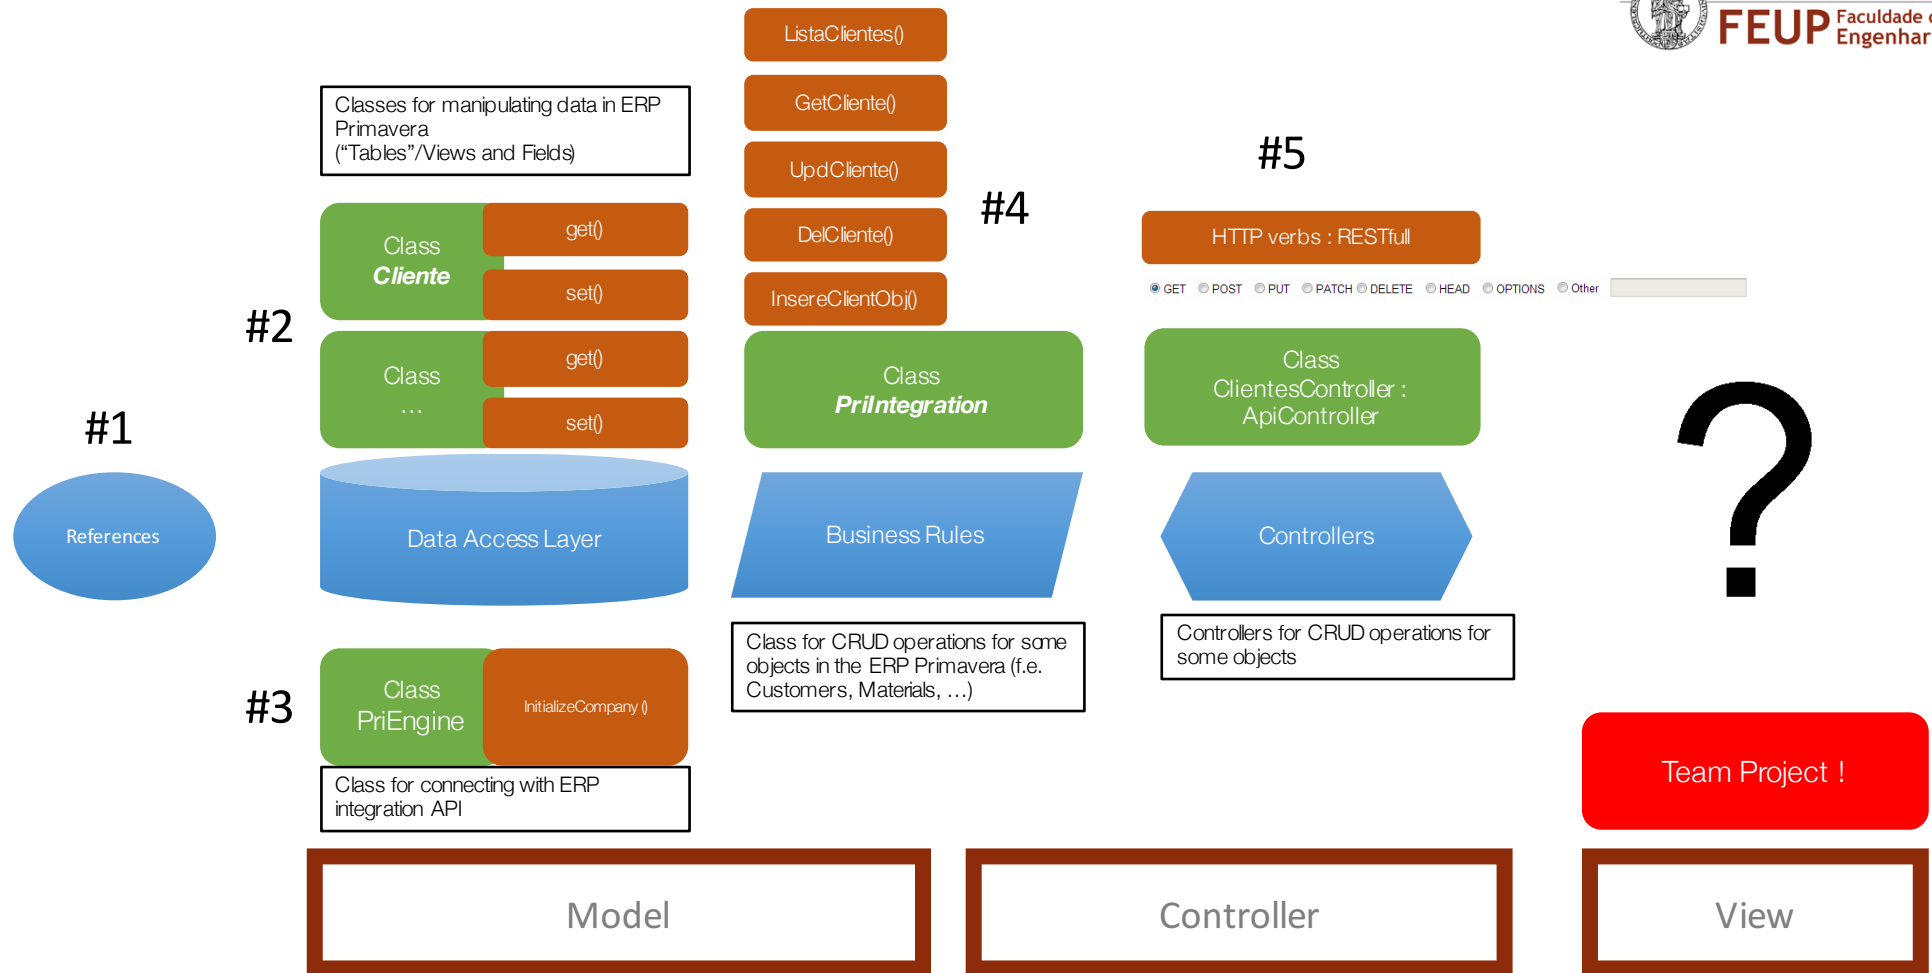 FEUP Faculdade
Engenhar
ListaClientes()
GetCliente()
UpdCliente()
DelCliente()
InsereClientObj()
Classes for manipulating data in ERP
Primavera
("Tables"/Views and Fields)
#1
References
#2
Class
Cliente
get()
set()
Class
...
get()
set()
Data Access Layer
#3
Class
PriEngine
InitializeCompany ()
Class for connecting with ERP
integration API
#4
Class
PriIntegration
Business Rules
Class for CRUD operations for some
objects in the ERP Primavera (f.e.
Customers, Materials, ...)
#5
HTTP verbs : RESTfull
GET POST PUT PATCH DELETE HEAD OPTIONS Other
Class
ClientesController :
ApiController
Controllers
Controllers for CRUD operations for
some objects
?
Team Project !
Model
Controller
View